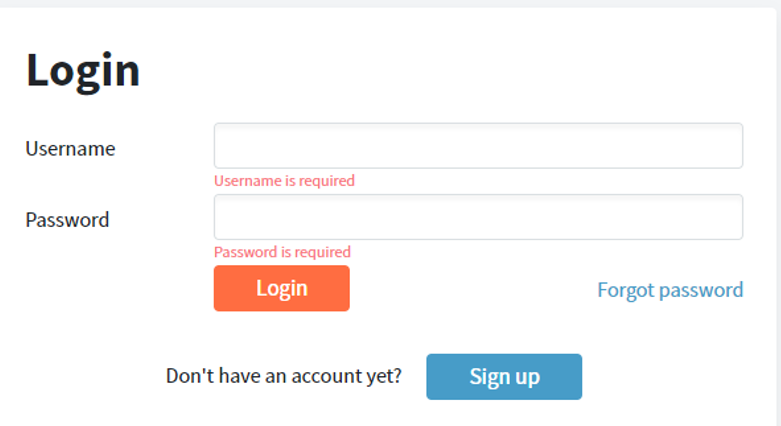 Login
Username
Username is required
Password
Password is required
Login Forgot password
Don't have an account yet? Sign up